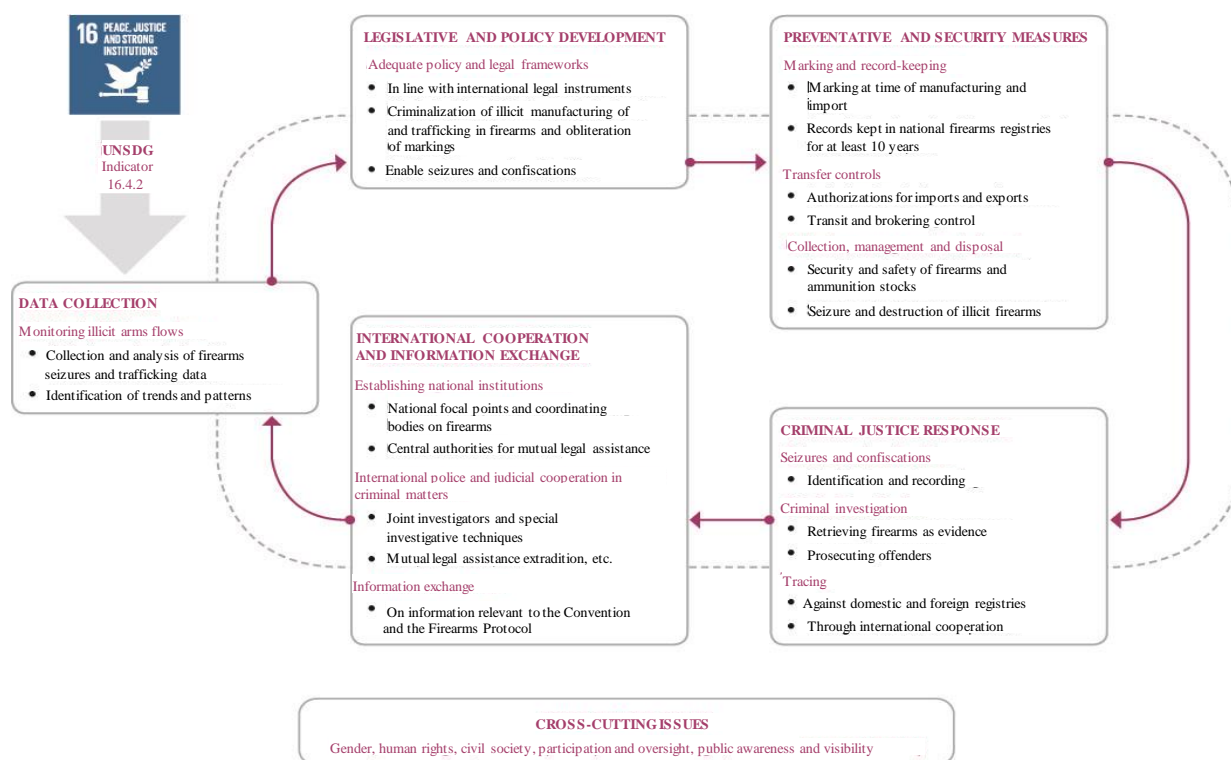 16 PEACE, JUSTICE
AND STRONG
INSTITUTIONS
UNSDG
Indicator
16.4.2
DATA COLLECTION
Monitoring illicit arms flows
• Collection and analysis of firearms
seizures and trafficking data
• Identification of trends and patterns
LEGISLATIVE AND POLICY DEVELOPMENT
Adequate policy and legal frameworks
• In line with international legal instruments
• Criminalization of illicit manufacturing of
and trafficking in firearms and obliteration
of markings
• Enable seizures and confiscations
PREVENTATIVE AND SECURITY MEASURES
Marking and record-keeping
• Marking at time of manufacturing and
import
• Records kept in national firearms registries
for at least 10 years
Transfer controls
• Authorizations for imports and exports
• Transit and brokering control
Collection, management and disposal
• Security and safety of firearms and
ammunition stocks
• Seizure and destruction of illicit firearms
CRIMINAL JUSTICE RESPONSE
Seizures and confiscations
• Identification and recording
Criminal investigation
• Retrieving firearms as evidence
• Prosecuting offenders
Tracing
• Against domestic and foreign registries
• Through international cooperation
INTERNATIONAL COOPERATION
AND INFORMATION EXCHANGE
Establishing national institutions
• National focal points and coordinating
bodies on firearms
• Central authorities for mutual legal assistance
International police and judicial cooperation in
criminal matters
• Joint investigators and special
investigative techniques
• Mutual legal assistance extradition, etc.
Information exchange
• On information relevant to the Convention
and the Firearms Protocol
CROSS-CUTTING ISSUES
Gender, human rights, civil society, participation and oversight, public awareness and visibility